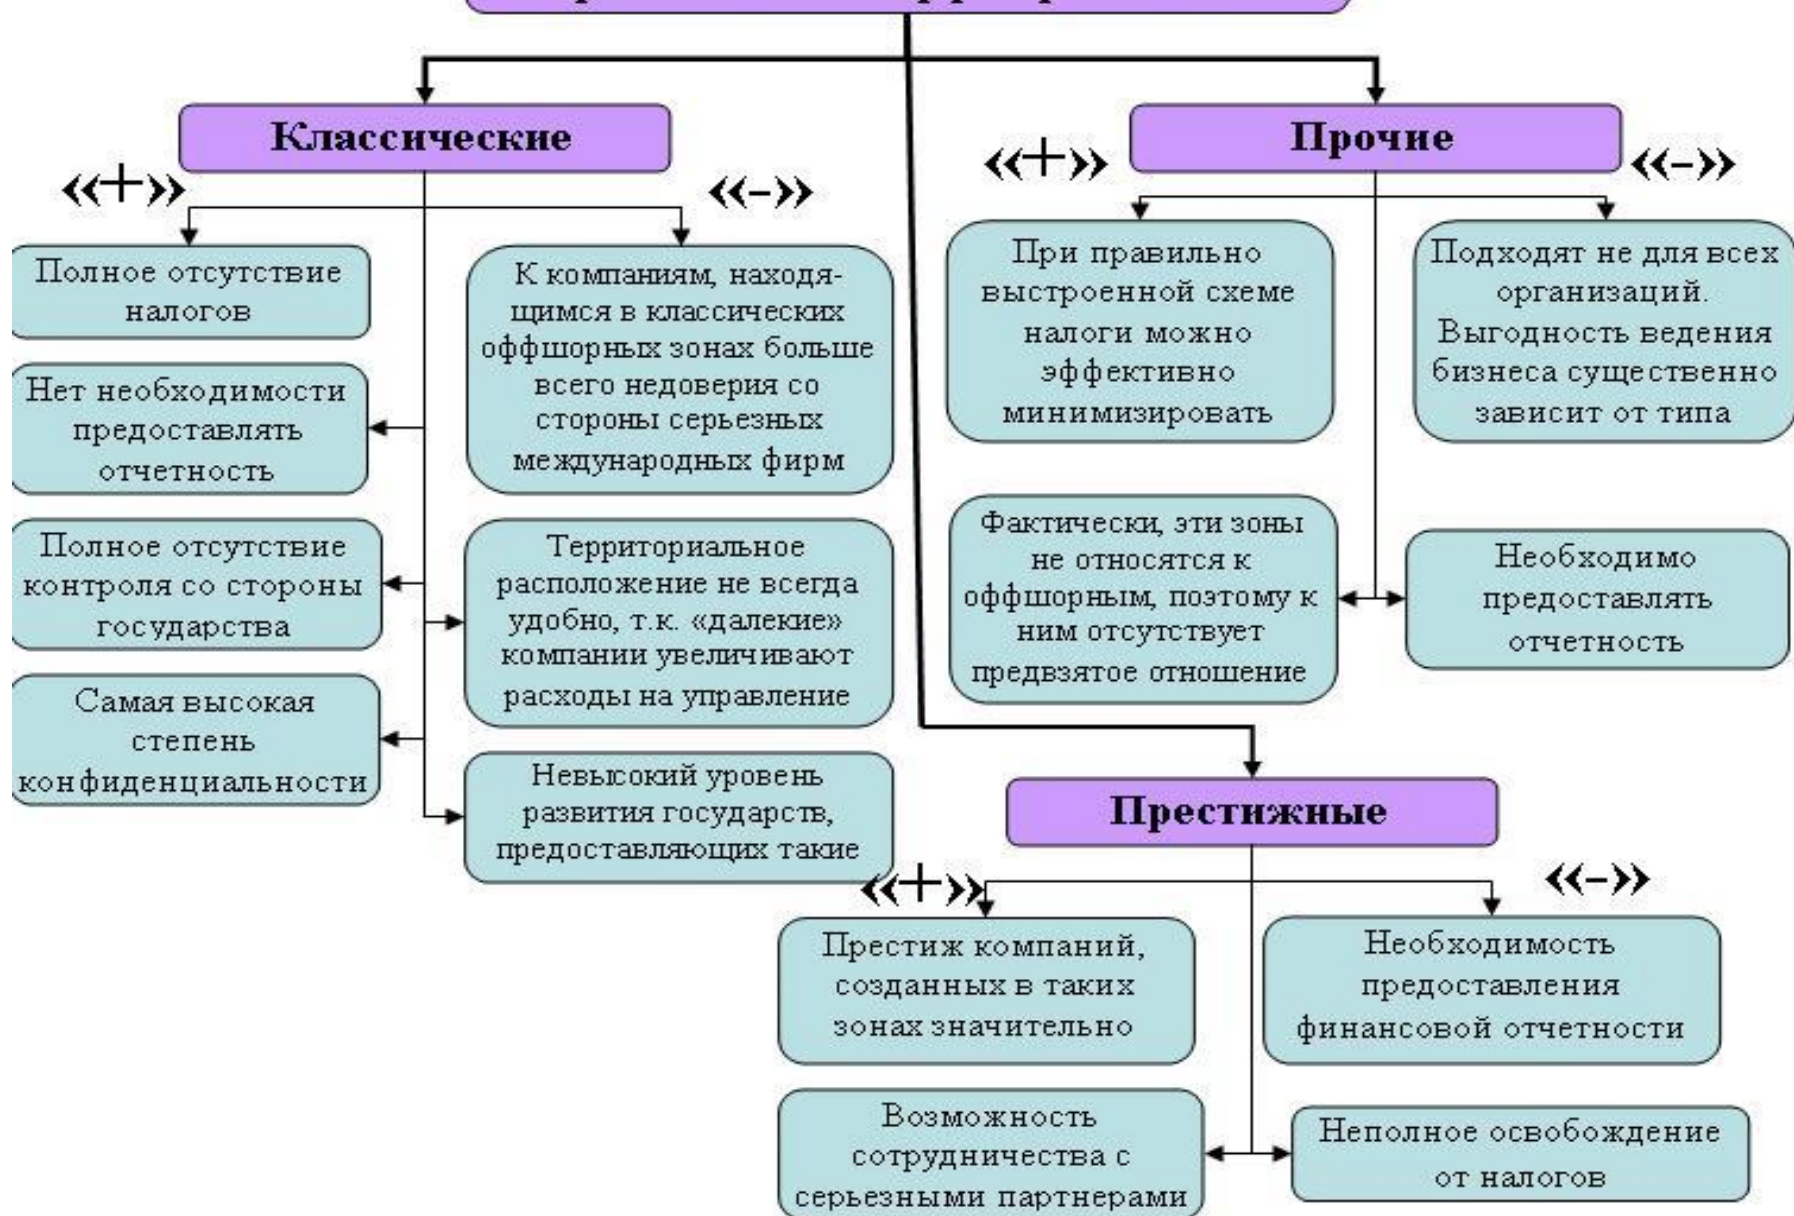 Классические
«+»
«-»
Полное отсутствие
налогов
Нет необходимости
предоставлять
отчетность
Полное отсутствие
контроля со стороны
государства
Самая высокая
степень
конфиденциальности
К компаниям, находя-
щимся в классических
оффшорных зонах больше
всего недоверия со
стороны серьезных
международных фирм
Территориальное
расположение не всегда
удобно, т.к. «далекие»
компании увеличивают
расходы на управление
Невысокий уровень
развития государств,
предоставляющих такие
Прочие
«+»
«-»
При правильно
выстроенной схеме
налоги можно
эффективно
минимизировать
Фактически, эти зоны
не относятся к
оффшорным, поэтому к
ним отсутствует
предвзятое отношение
Подходят не для всех
организаций.
Выгодность ведения
бизнеса существенно
зависит от типа
Необходимо
предоставлять
отчетность
Престижные
«+»
«-»
Престиж компаний,
созданных в таких
зонах значительно
Возможность
сотрудничества с
серьезными партнерами
Необходимость
предоставления
финансовой отчетности
Неполное освобождение
от налогов